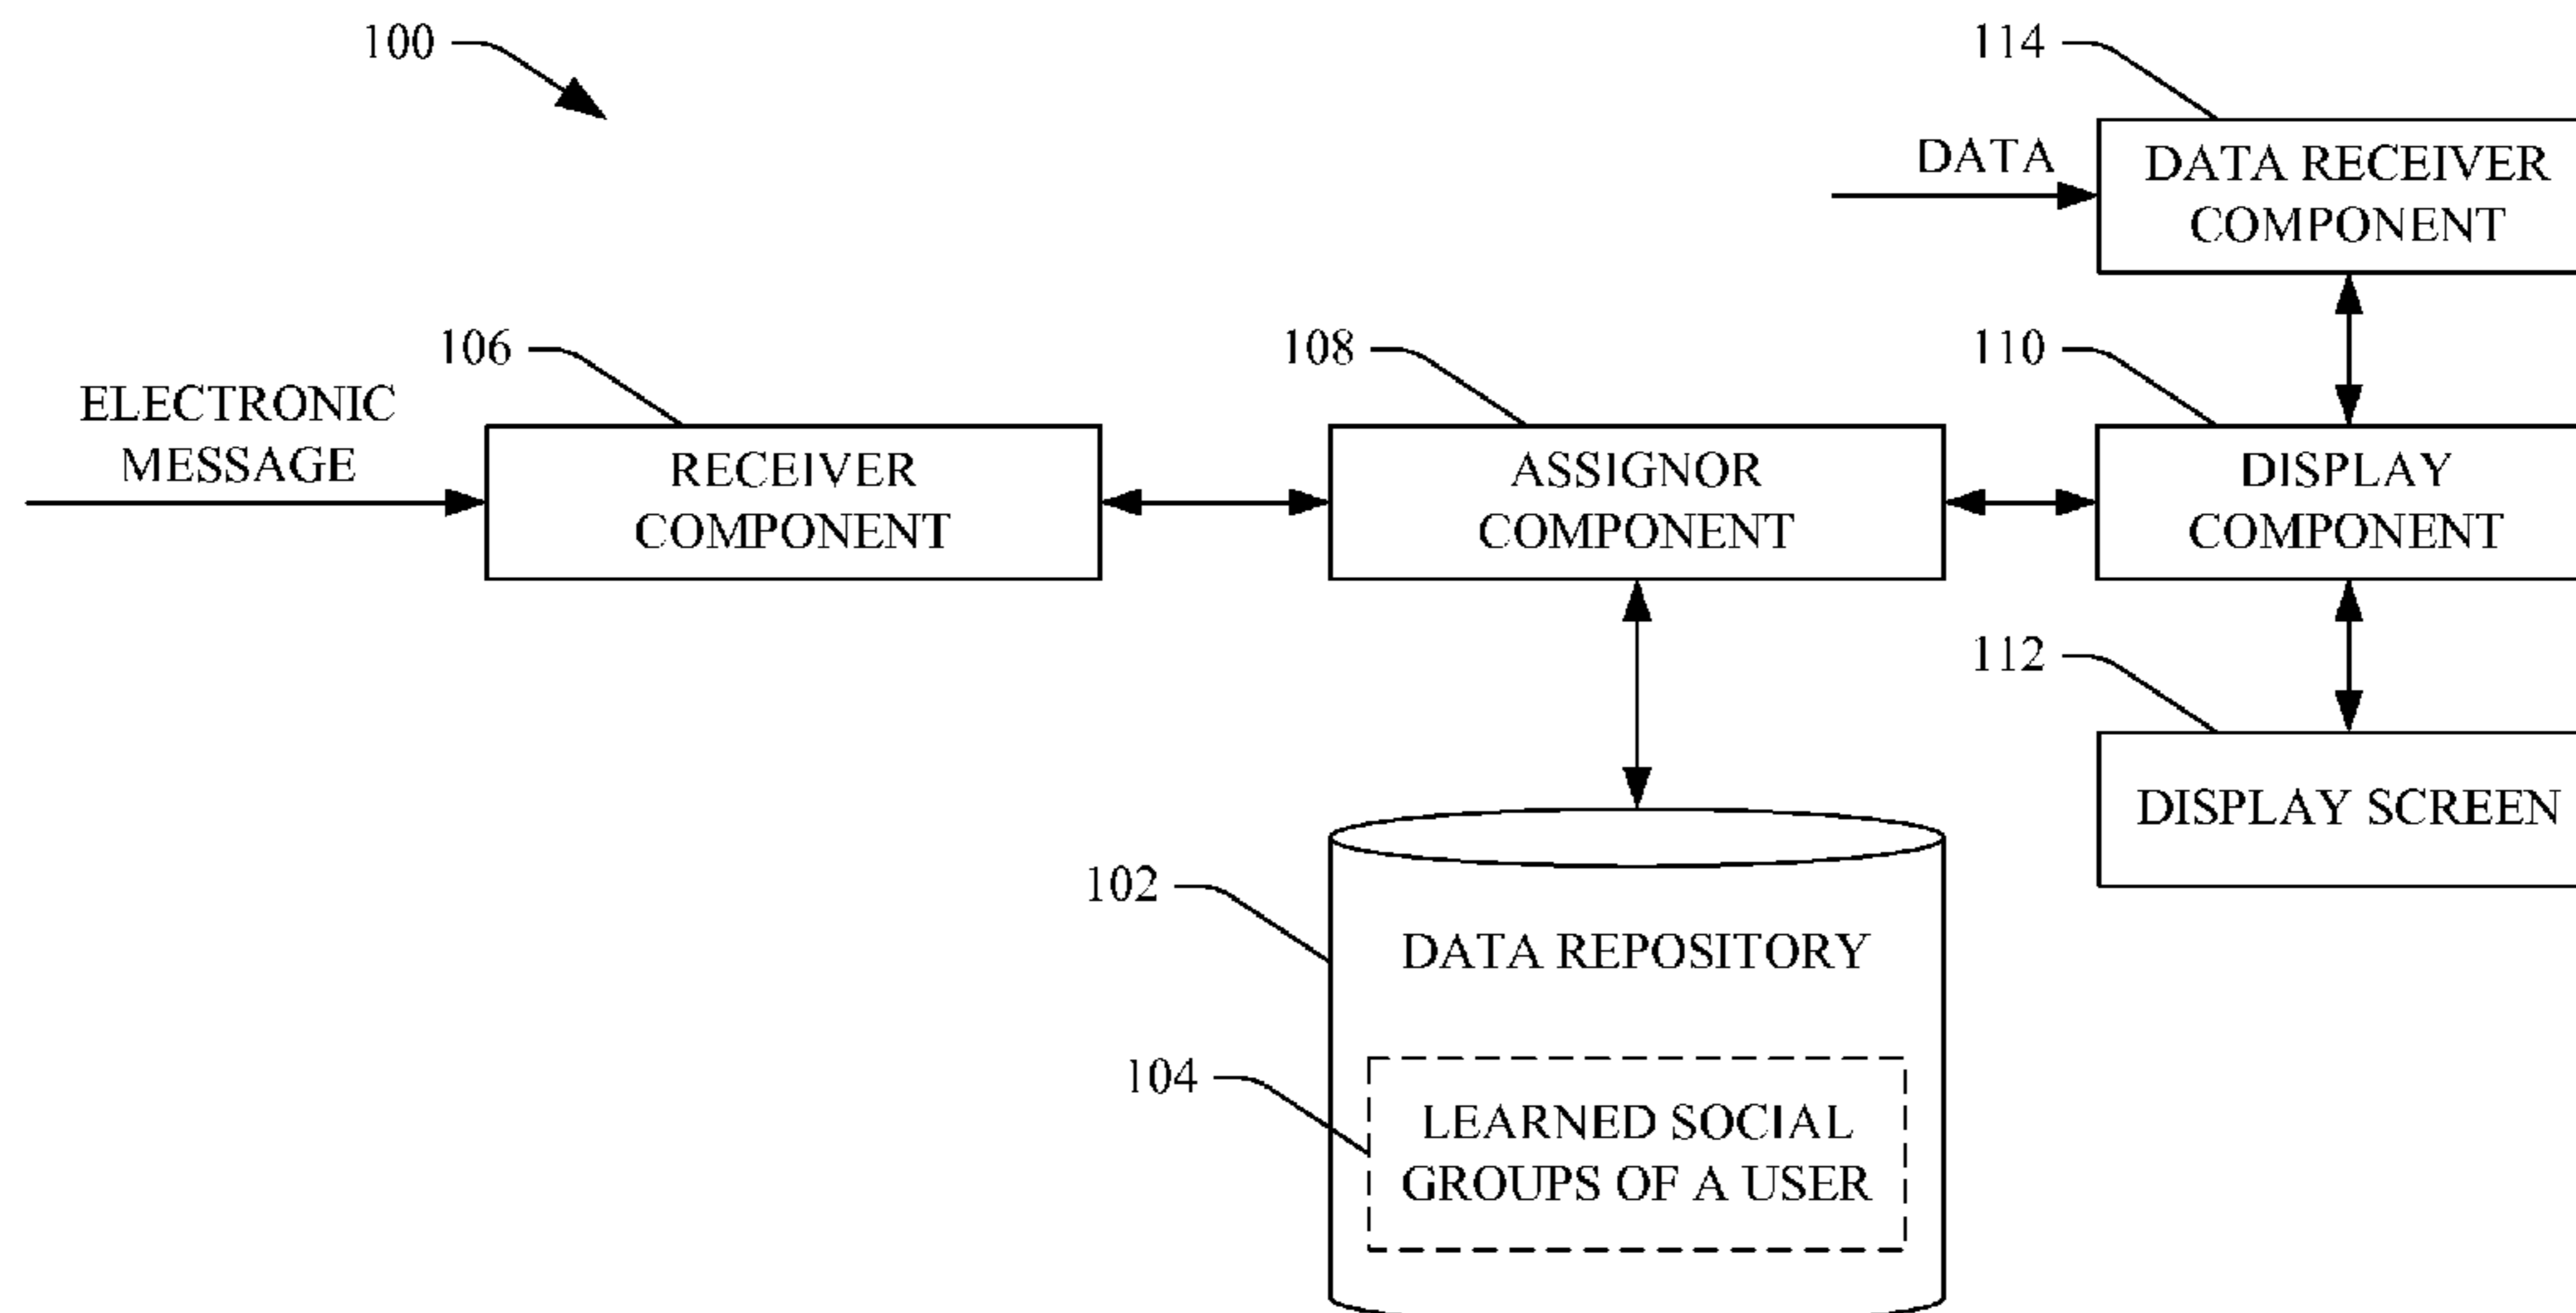 100
114
DATA
DATA RECEIVER
COMPONENT
106
108
110
ELECTRONIC
MESSAGE
RECEIVER
COMPONENT
ASSIGNOR
COMPONENT
DISPLAY
COMPONENT
112
DISPLAY SCREEN
102
DATA REPOSITORY
104
LEARNED SOCIAL
GROUPS OF A USER